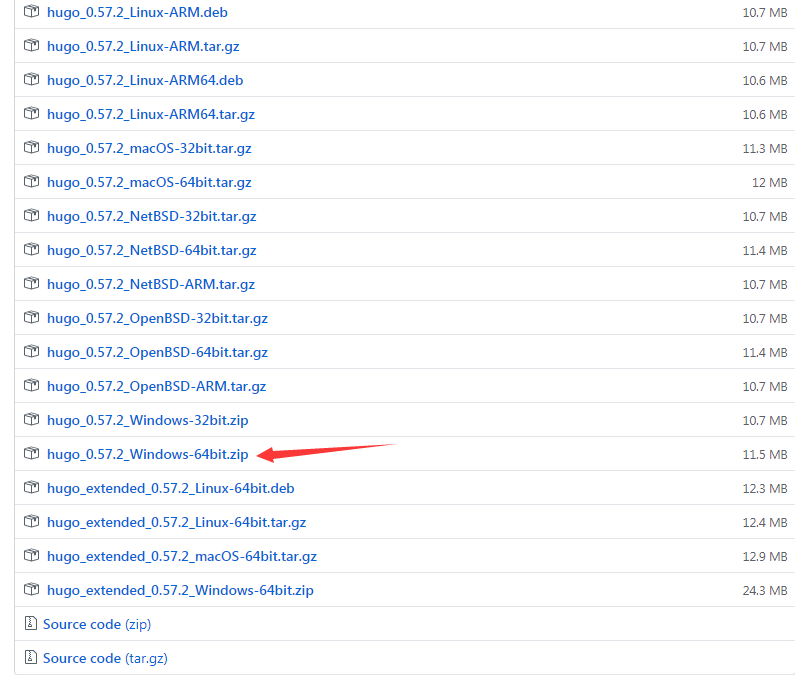 hugo_0.57.2_Linux-ARM.deb 10.7 MB
hugo_0.57.2_Linux-ARM.tar.gz 10.7 MB
hugo_0.57.2_Linux-ARM64.deb 10.6 MB
hugo_0.57.2_Linux-ARM64.tar.gz 10.6 MB
hugo_0.57.2_macOS-32bit.tar.gz 11.3 MB
hugo_0.57.2_macOS-64bit.tar.gz 12 MB
hugo_0.57.2_NetBSD-32bit.tar.gz 10.7 MB
hugo_0.57.2_NetBSD-64bit.tar.gz 11.4 MB
hugo_0.57.2_NetBSD-ARM.tar.gz 10.7 MB
hugo_0.57.2_OpenBSD-32bit.tar.gz 10.7 MB
hugo_0.57.2_OpenBSD-64bit.tar.gz 11.4 MB
hugo_0.57.2_OpenBSD-ARM.tar.gz 10.7 MB
hugo_0.57.2_Windows-32bit.zip 10.7 MB
hugo_0.57.2_Windows-64bit.zip 11.5 MB
hugo_extended_0.57.2_Linux-64bit.deb 12.3 MB
hugo_extended_0.57.2_Linux-64bit.tar.gz 12.4 MB
hugo_extended_0.57.2_macOS-64bit.tar.gz 12.9 MB
hugo_extended_0.57.2_Windows-64bit.zip 24.3 MB
Source code (zip)
Source code (tar.gz)